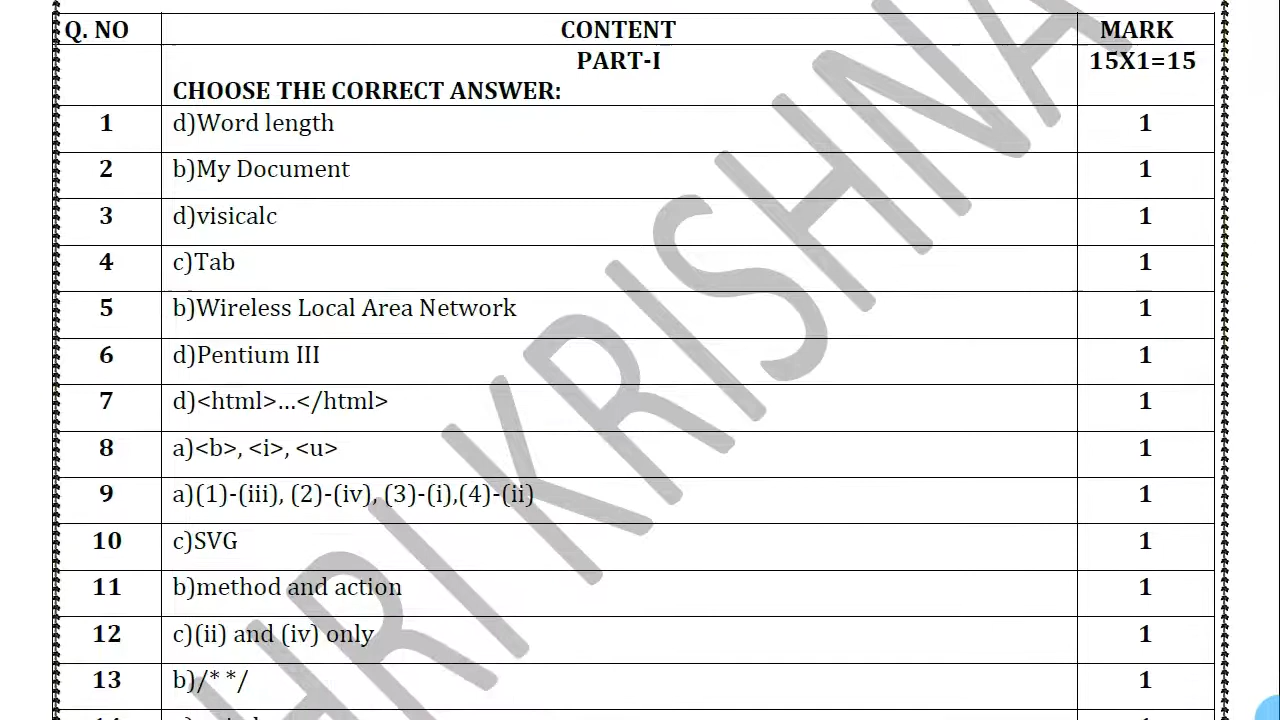 Q. NO CONTENT MARK
PART-I 15X1=15
CHOOSE THE CORRECT ANSWER:
1 d)Word length 1
2 b)My Document 1
3 d)visicalc 1
4 c)Tab 1
5 b)Wireless Local Area Network 1
6 d)Pentium III 1
7 d)<html>...</html> 1
8 a)<b>, <i>, <u> 1
9 a)(1)-(iii), (2)-(iv), (3)-(i),(4)-(ii) 1
10 c)SVG 1
11 b)method and action 1
12 c)(ii) and (iv) only 1
13 b)/* */ 1
HRI KRISHNA